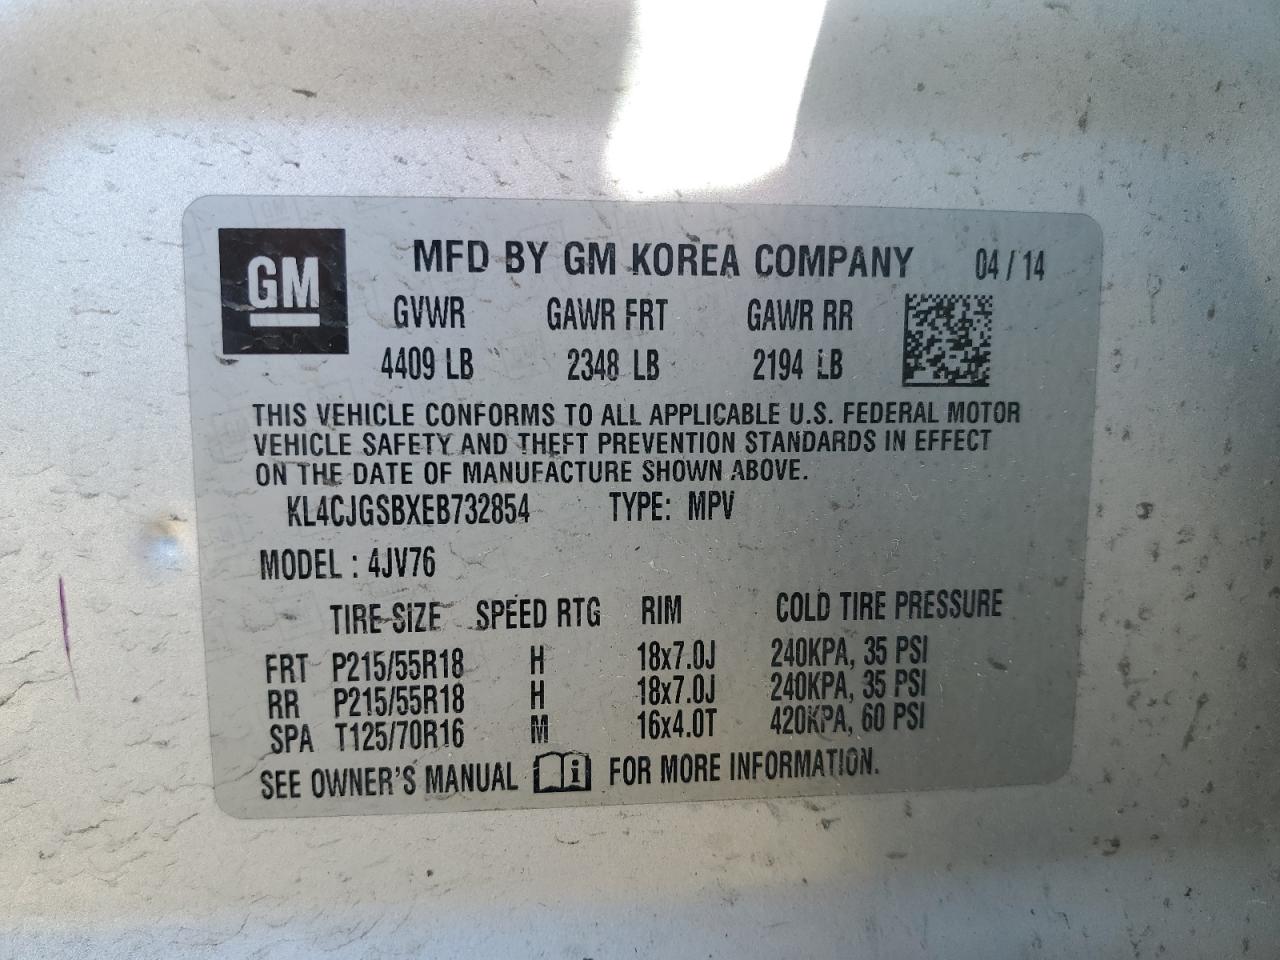 GM MFD BY GM KOREA COMPANY 04/14
GVWR GAWR FRT GAWR RR
4409 LB 2348 LB 2194 LB
THIS VEHICLE CONFORMS TO ALL APPLICABLE U.S. FEDERAL MOTOR
VEHICLE SAFETY AND THEFT PREVENTION STANDARDS IN EFFECT
ON THE DATE OF MANUFACTURE SHOWN ABOVE.
KL4CJGSBXEB732854 TYPE: MPV
MODEL : 4JV76
TIRE-SIZE SPEED RTG RIM COLD TIRE PRESSURE
FRT P215/55R18 H 18x7.0J 240KPA, 35 PSI
RR P215/55R18 H 18x7.0J 240KPA, 35 PSI
SPA T125/70R16 M 16x4.0T 420KPA, 60 PSI
SEE OWNER'S MANUAL i FOR MORE INFORMATION.